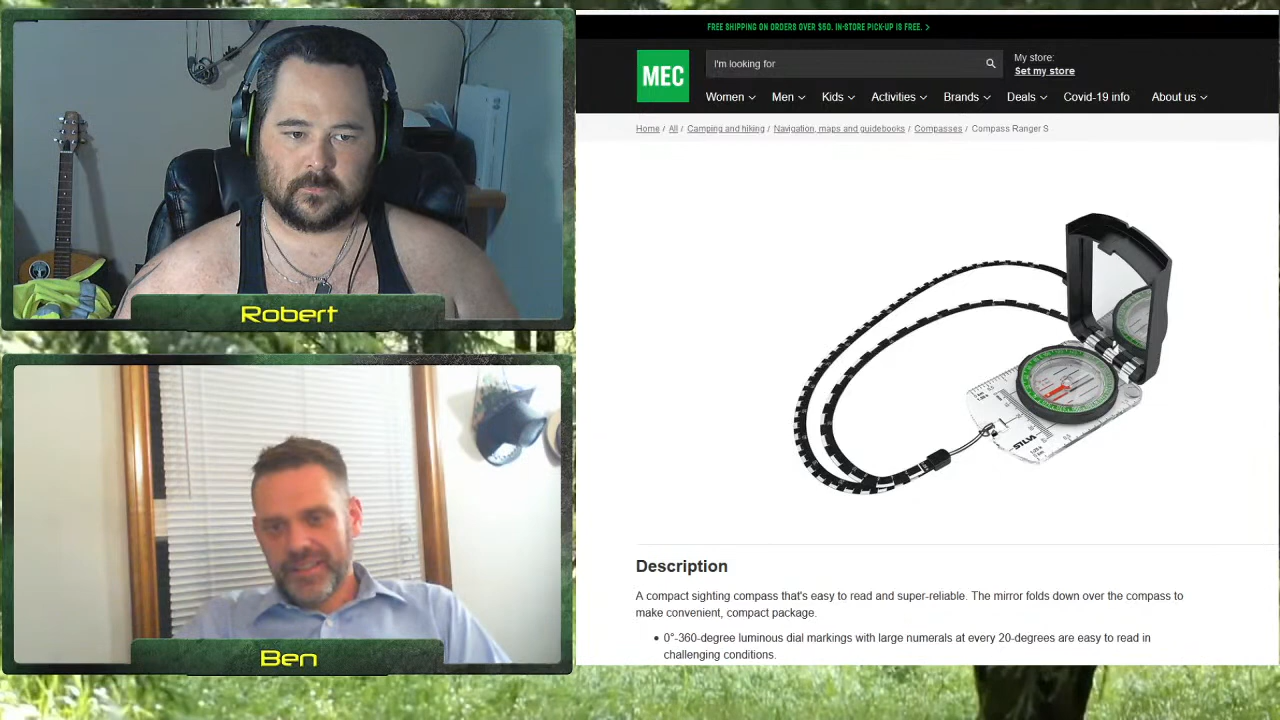 Robert
Ben
FREE SHIPPING ON ORDERS OVER $50. IN-STORE PICK-UP IS FREE. >
MEC
I'm looking for
My store:
Set my store
Women Men Kids Activities Brands Deals Covid-19 info About us
Home / All / Camping and hiking / Navigation, maps and guidebooks / Compasses / Compass Ranger S
SILVA
Description
A compact sighting compass that's easy to read and super-reliable. The mirror folds down over the compass to
make convenient, compact package.
• 0°-360-degree luminous dial markings with large numerals at every 20-degrees are easy to read in
challenging conditions.